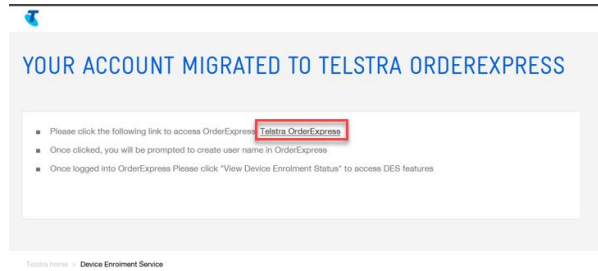 YOUR ACCOUNT MIGRATED TO TELSTRA ORDEREXPRESS
Please click the following link to access OrderExpress Telstra OrderExpress
Once clicked, you will be prompted to create user name in OrderExpress
Once logged into OrderExpress Please click "View Device Enrolment Status" to access DES features
Telstra home > Device Enrolment Service